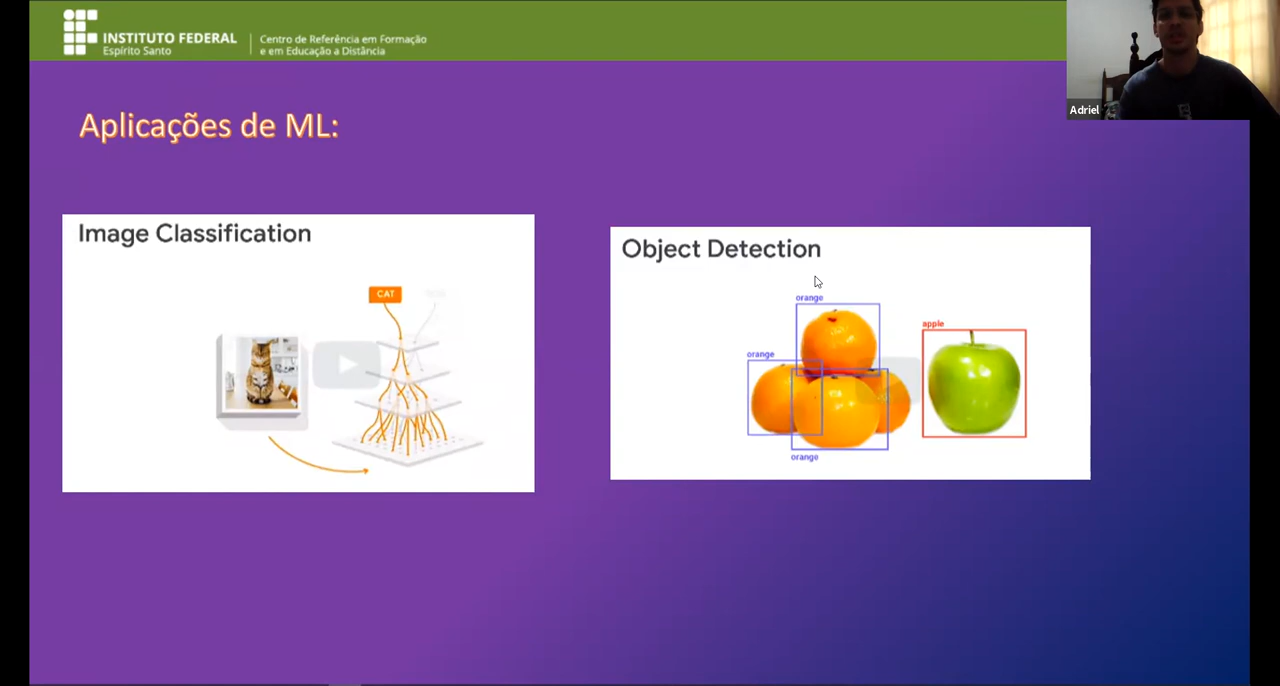 INSTITUTO FEDERAL
Espírito Santo
Centro de Referência em Formação
e em Educação a Distância
Adriel
Aplicações de ML:
Image Classification
CAT
Object Detection
orange
apple
orange
orange